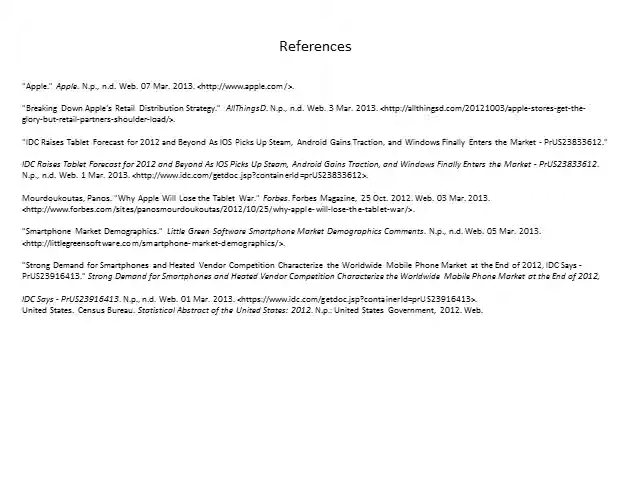 References
"Apple." Apple. N.p., n.d. Web. 07 Mar. 2013. <http://www.apple.com/>.
"Breaking Down Apple's Retail Distribution Strategy." AllThingsD. N.p., n.d. Web. 3 Mar. 2013. <http://allthingsd.com/20121003/apple-stores-get-the-
glory-but-retail-partners-shoulder-load/>.
"IDC Raises Tablet Forecast for 2012 and Beyond As IOS Picks Up Steam, Android Gains Traction, and Windows Finally Enters the Market - PrUS23833612."
IDC Raises Tablet Forecast for 2012 and Beyond As IOS Picks Up Steam, Android Gains Traction, and Windows Finally Enters the Market - PrUS23833612.
N.p., n.d. Web. 1 Mar. 2013. <http://www.idc.com/getdoc.jsp?containerId=prUS23833612>.
Mourdoukoutas, Panos. "Why Apple Will Lose the Tablet War." Forbes. Forbes Magazine, 25 Oct. 2012. Web. 03 Mar. 2013.
<http://www.forbes.com/sites/panosmourdoukoutas/2012/10/25/why-apple-will-lose-the-tablet-war/>.
"Smartphone Market Demographics." Little Green Software Smartphone Market Demographics Comments. N.p., n.d. Web. 05 Mar. 2013.
<http://littlegreensoftware.com/smartphone-market-demographics/>.
"Strong Demand for Smartphones and Heated Vendor Competition Characterize the Worldwide Mobile Phone Market at the End of 2012, IDC Says -
PrUS23916413." Strong Demand for Smartphones and Heated Vendor Competition Characterize the Worldwide Mobile Phone Market at the End of 2012,
IDC Says - PrUS23916413. N.p., n.d. Web. 01 Mar. 2013. <https://www.idc.com/getdoc.jsp?containerId=prUS23916413>.
United States. Census Bureau. Statistical Abstract of the United States: 2012. N.p.: United States Government, 2012. Web.